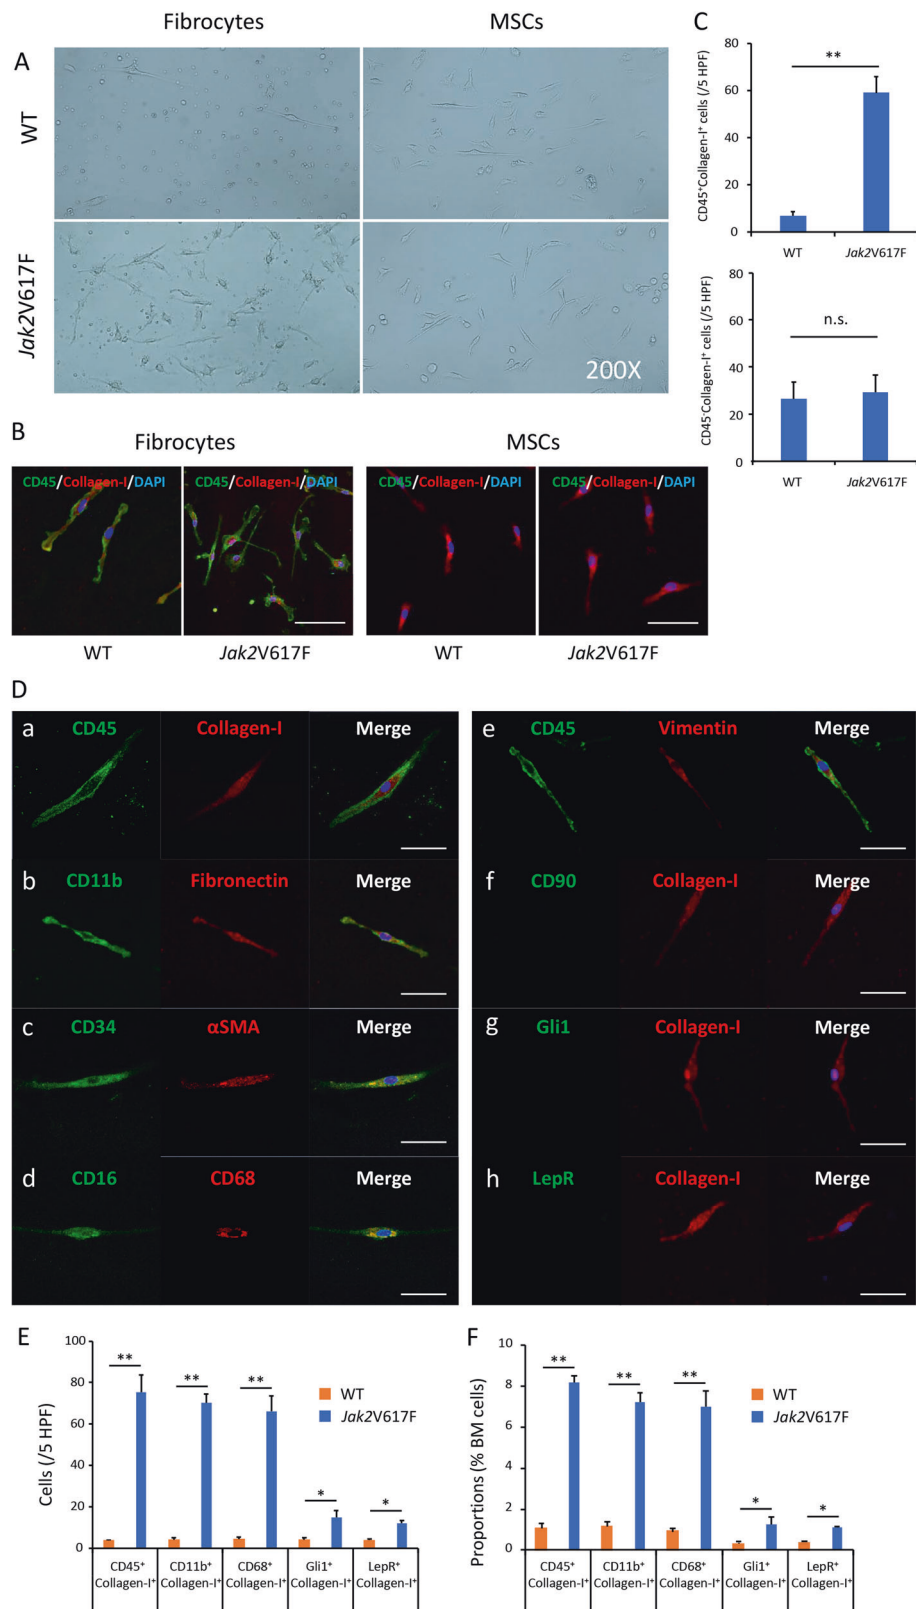 Fibrocytes
MSCs
A
WT
Jak2V617F
200X
C
CD45⁺Collagen-I⁺ cells (/5 HPF)
80
60
40
20
0
**
WT
Jak2V617F
CD45⁻Collagen-I⁺ cells (/5 HPF)
80
60
40
20
0
n.s.
WT
Jak2V617F
B
Fibrocytes
MSCs
CD45/Collagen-I/DAPI
CD45/Collagen-I/DAPI
CD45/Collagen-I/DAPI
CD45/Collagen-I/DAPI
WT
Jak2V617F
WT
Jak2V617F
D
a
CD45
Collagen-I
Merge
e
CD45
Vimentin
Merge
b
CD11b
Fibronectin
Merge
f
CD90
Collagen-I
Merge
c
CD34
αSMA
Merge
g
Gli1
Collagen-I
Merge
d
CD16
CD68
Merge
h
LepR
Collagen-I
Merge
E
Cells (/5 HPF)
100
80
60
40
20
0
**
**
**
*
*
WT
Jak2V617F
CD45⁺
Collagen-I⁺
CD11b⁺
Collagen-I⁺
CD68⁺
Collagen-I⁺
Gli1⁺
Collagen-I⁺
LepR⁺
Collagen-I⁺
F
Proportions (% BM cells)
10
8
6
4
2
0
**
**
**
*
*
WT
Jak2V617F
CD45⁺
Collagen-I⁺
CD11b⁺
Collagen-I⁺
CD68⁺
Collagen-I⁺
Gli1⁺
Collagen-I⁺
LepR⁺
Collagen-I⁺